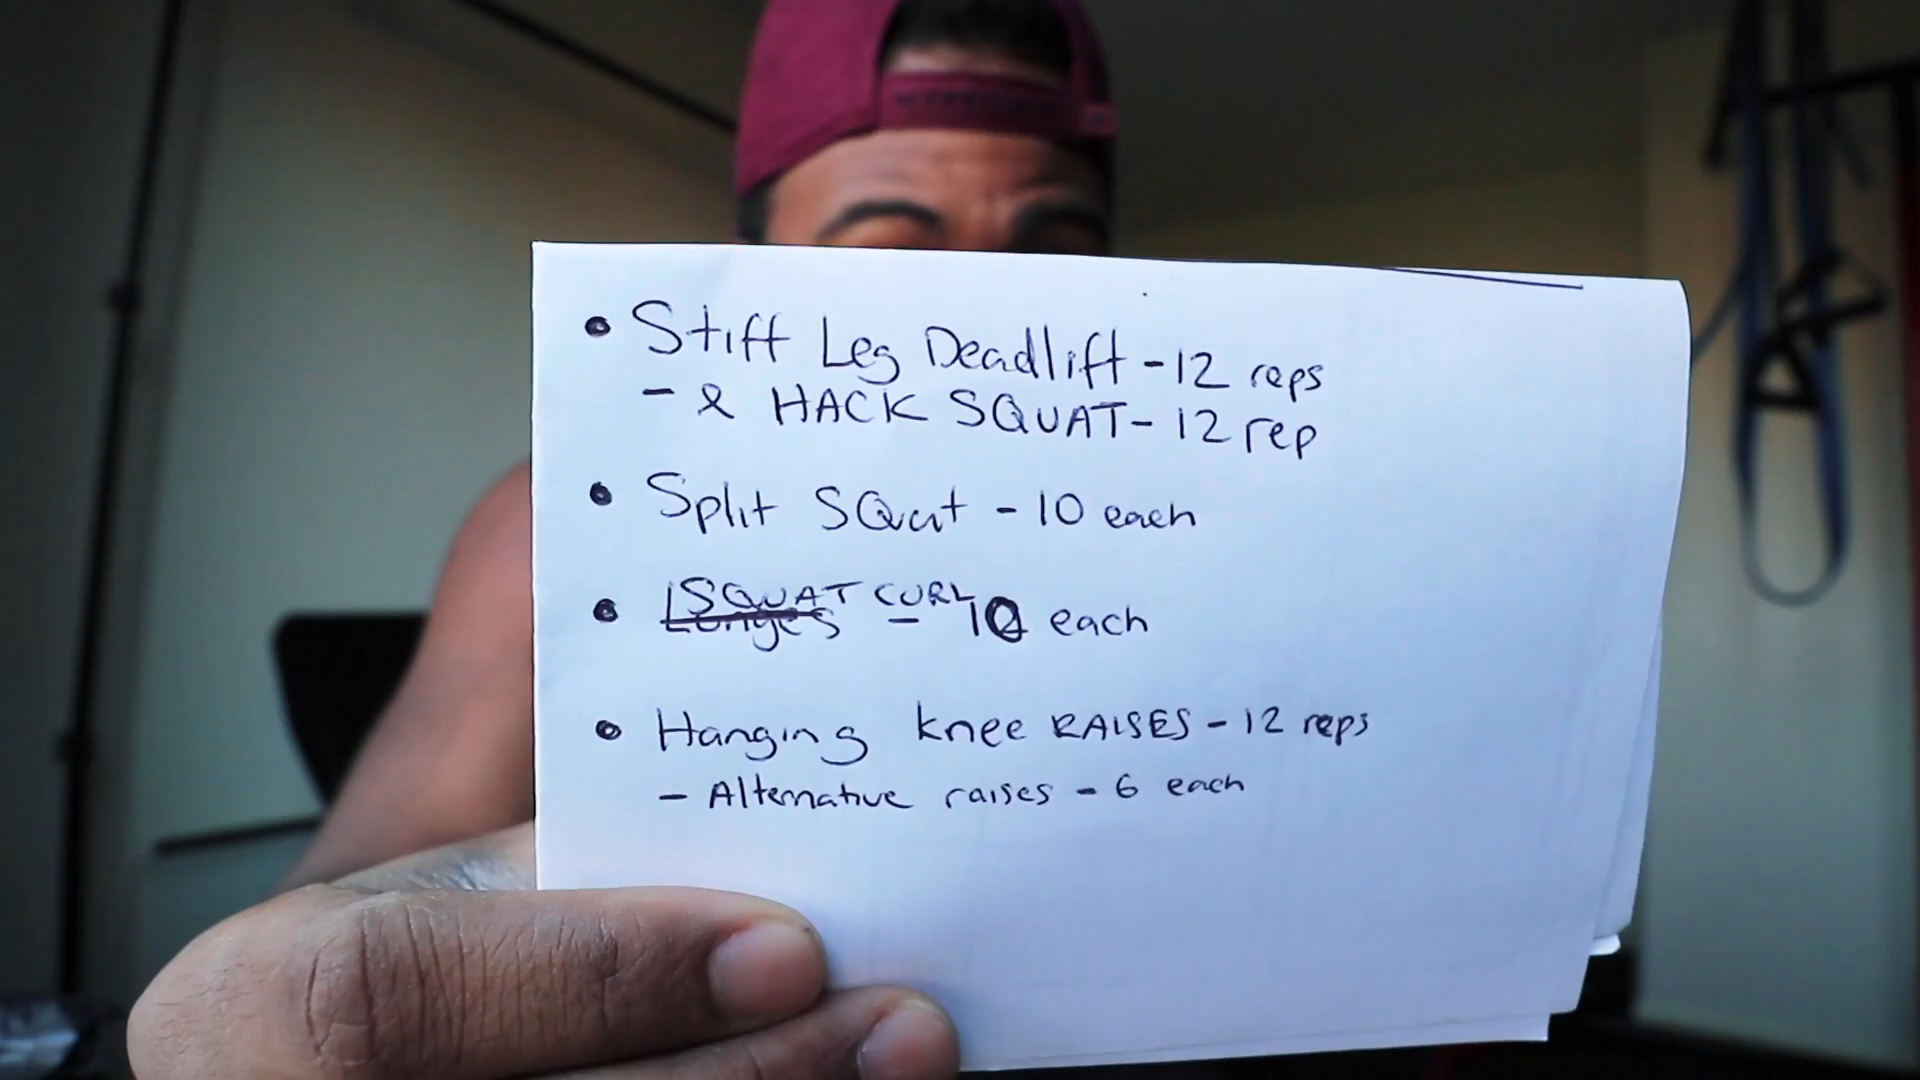 • Stiff Leg Deadlift - 12 reps
- & HACK SQUAT - 12 rep
• Split SQuat - 10 each
• SQUAT CURL
Lunges - 10 each
• Hanging knee RAISES - 12 reps
- Alternative raises - 6 each